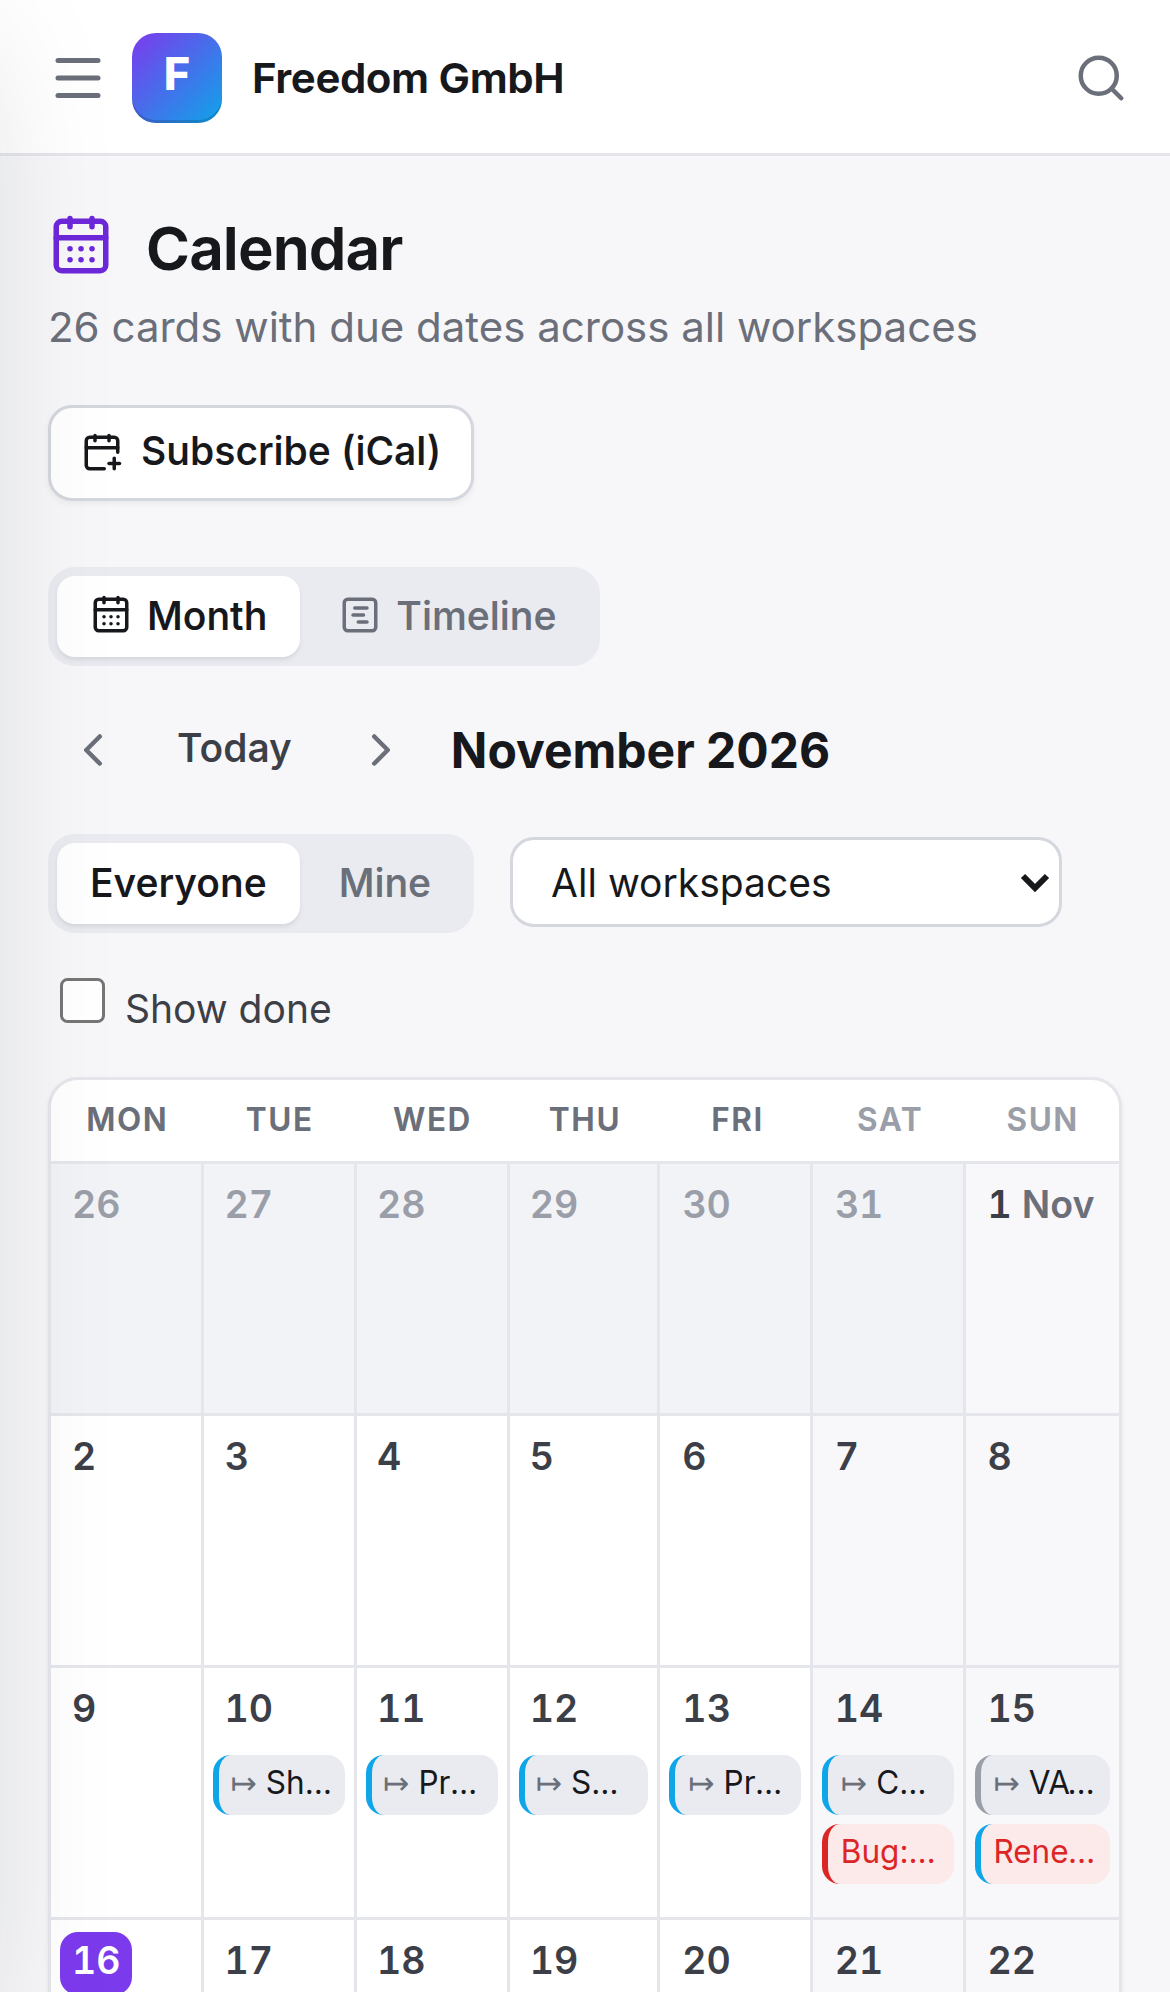 F Freedom GmbH
Calendar
26 cards with due dates across all workspaces
Subscribe (iCal)
Month Timeline
Today November 2026
Everyone Mine All workspaces
Show done
MON TUE WED THU FRI SAT SUN
26 27 28 29 30 31 1 Nov
2 3 4 5 6 7 8
9 10 11 12 13 14 15
↦ Sh... ↦ Pr... ↦ S... ↦ Pr... ↦ C... ↦ VA...
Bug:... Rene...
16 17 18 19 20 21 22